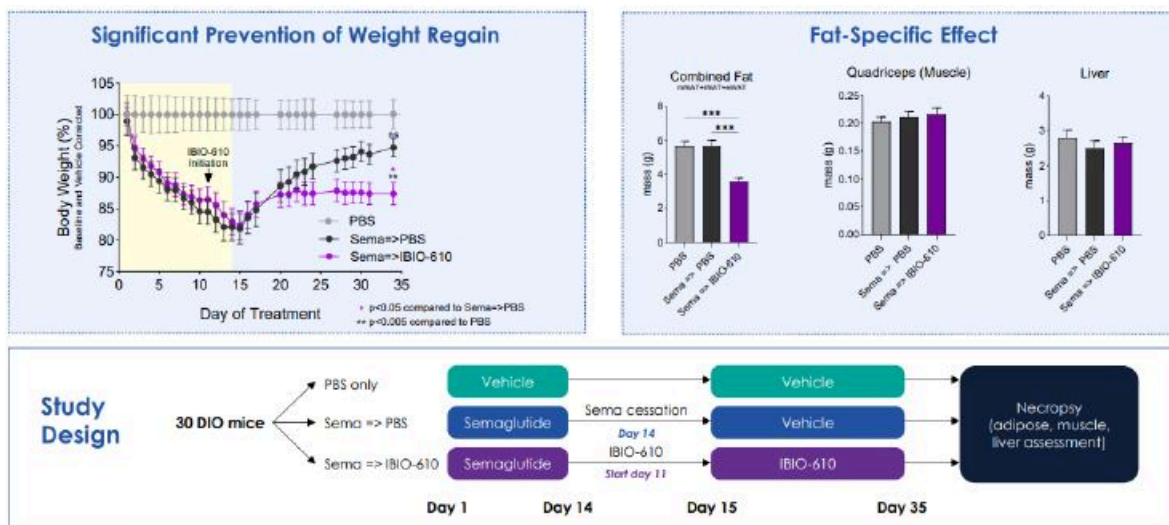 Significant Prevention of Weight Regain
Body Weight (%)
Baseline and Vehicle Corrected
100
95
90
85
80
75
0
5
10
15
20
25
30
35
IBIO-610
Initiation
ns
*
**
PBS
Sema=>PBS
Sema=>IBIO-610
Day of Treatment
* p<0.05 compared to Sema=>PBS
** p<0.005 compared to PBS
Fat-Specific Effect
Combined Fat
mass (g)
8
6
4
2
0
***
***
PBS
Sema => PBS
Sema => IBIO-610
Quadriceps (Muscle)
mass (g)
0.25
0.20
0.15
0.10
0.05
0.00
PBS
Sema => PBS
Sema => IBIO-610
Liver
mass (g)
4
3
2
1
0
PBS
Sema => PBS
Sema => IBIO-610
Study
Design
30 DIO mice
PBS only
Sema => PBS
Sema => IBIO-610
Vehicle
Vehicle
Semaglutide
Sema cessation
Day 14
Vehicle
Semaglutide
IBIO-610
Start day 11
IBIO-610
Necropsy
(adipose, muscle,
liver assessment)
Day 1
Day 14
Day 15
Day 35